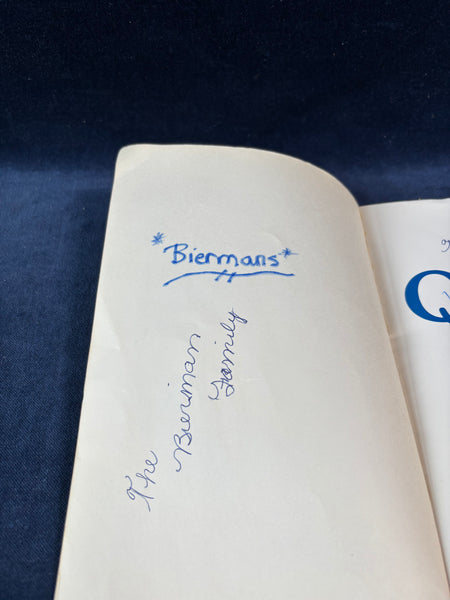 *Biermans*
The
Bierman
Family